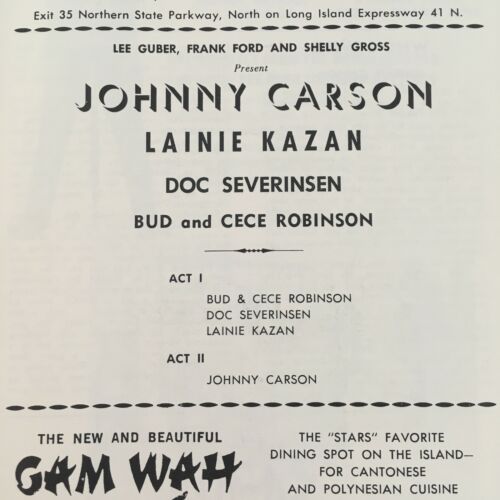 Exit 35 Northern State Parkway, North on Long Island Expressway 41 N.
LEE GUBER, FRANK FORD AND SHELLY GROSS
Present
JOHNNY CARSON
LAINIE KAZAN
DOC SEVERINSEN
BUD and CECE ROBINSON
ACT I
BUD & CECE ROBINSON
DOC SEVERINSEN
LAINIE KAZAN
ACT II
JOHNNY CARSON
THE NEW AND BEAUTIFUL
GAM WAH
THE "STARS" FAVORITE
DINING SPOT ON THE ISLAND—
FOR CANTONESE
AND POLYNESIAN CUISINE